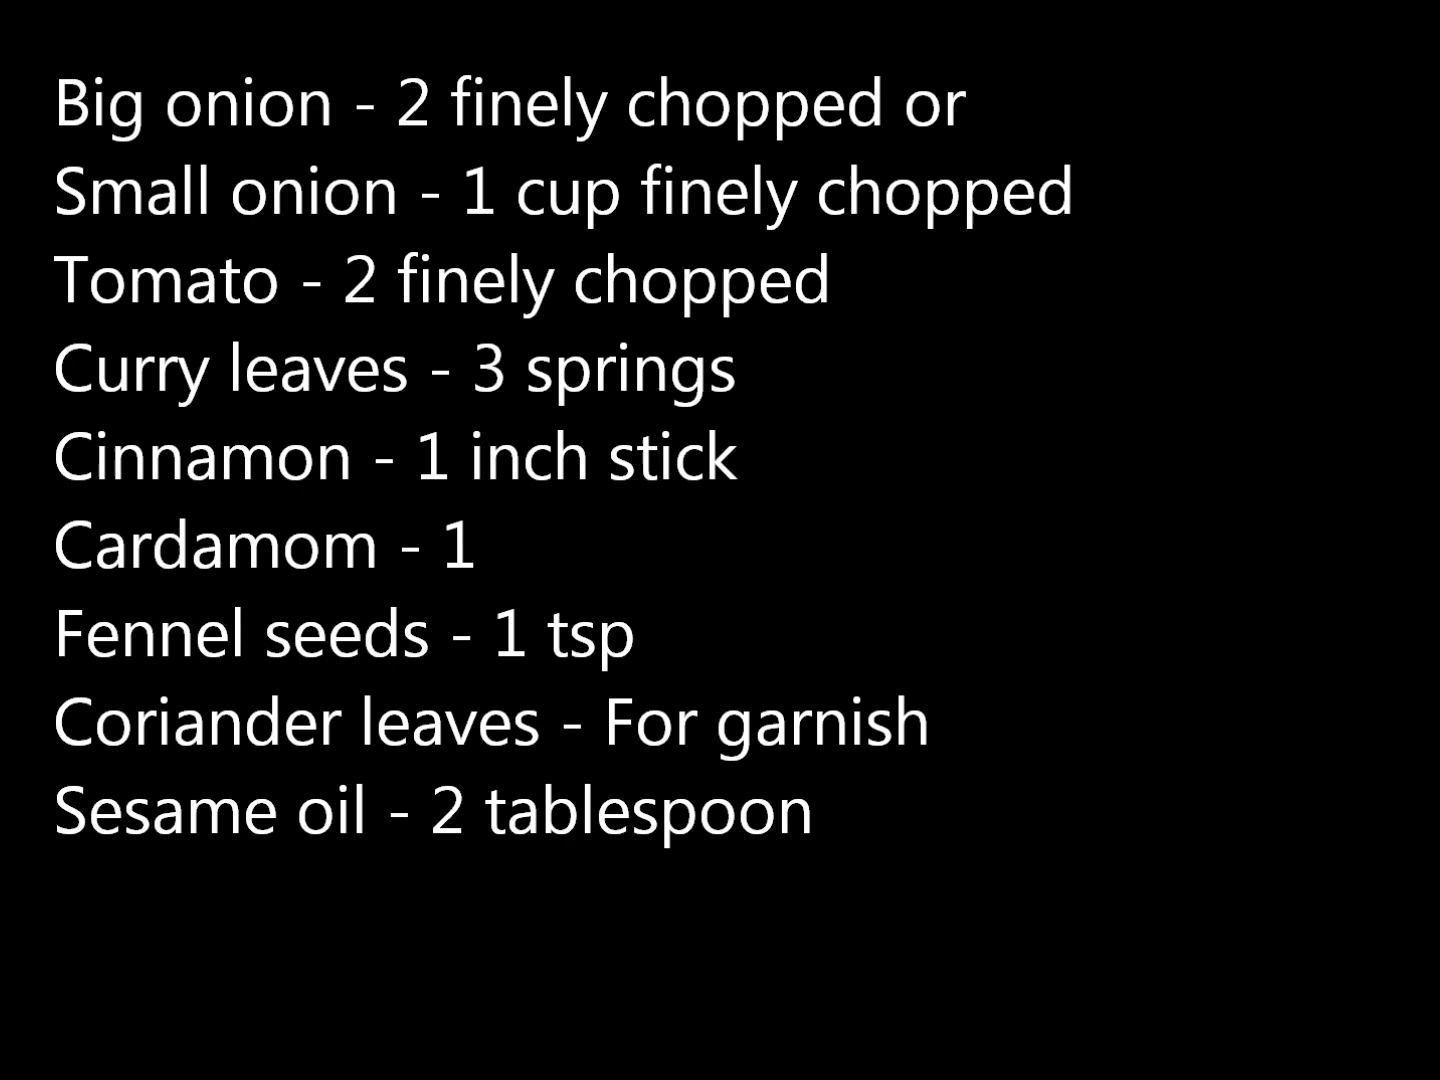 Big onion - 2 finely chopped or
Small onion - 1 cup finely chopped
Tomato - 2 finely chopped
Curry leaves - 3 springs
Cinnamon - 1 inch stick
Cardamom - 1
Fennel seeds - 1 tsp
Coriander leaves - For garnish
Sesame oil - 2 tablespoon